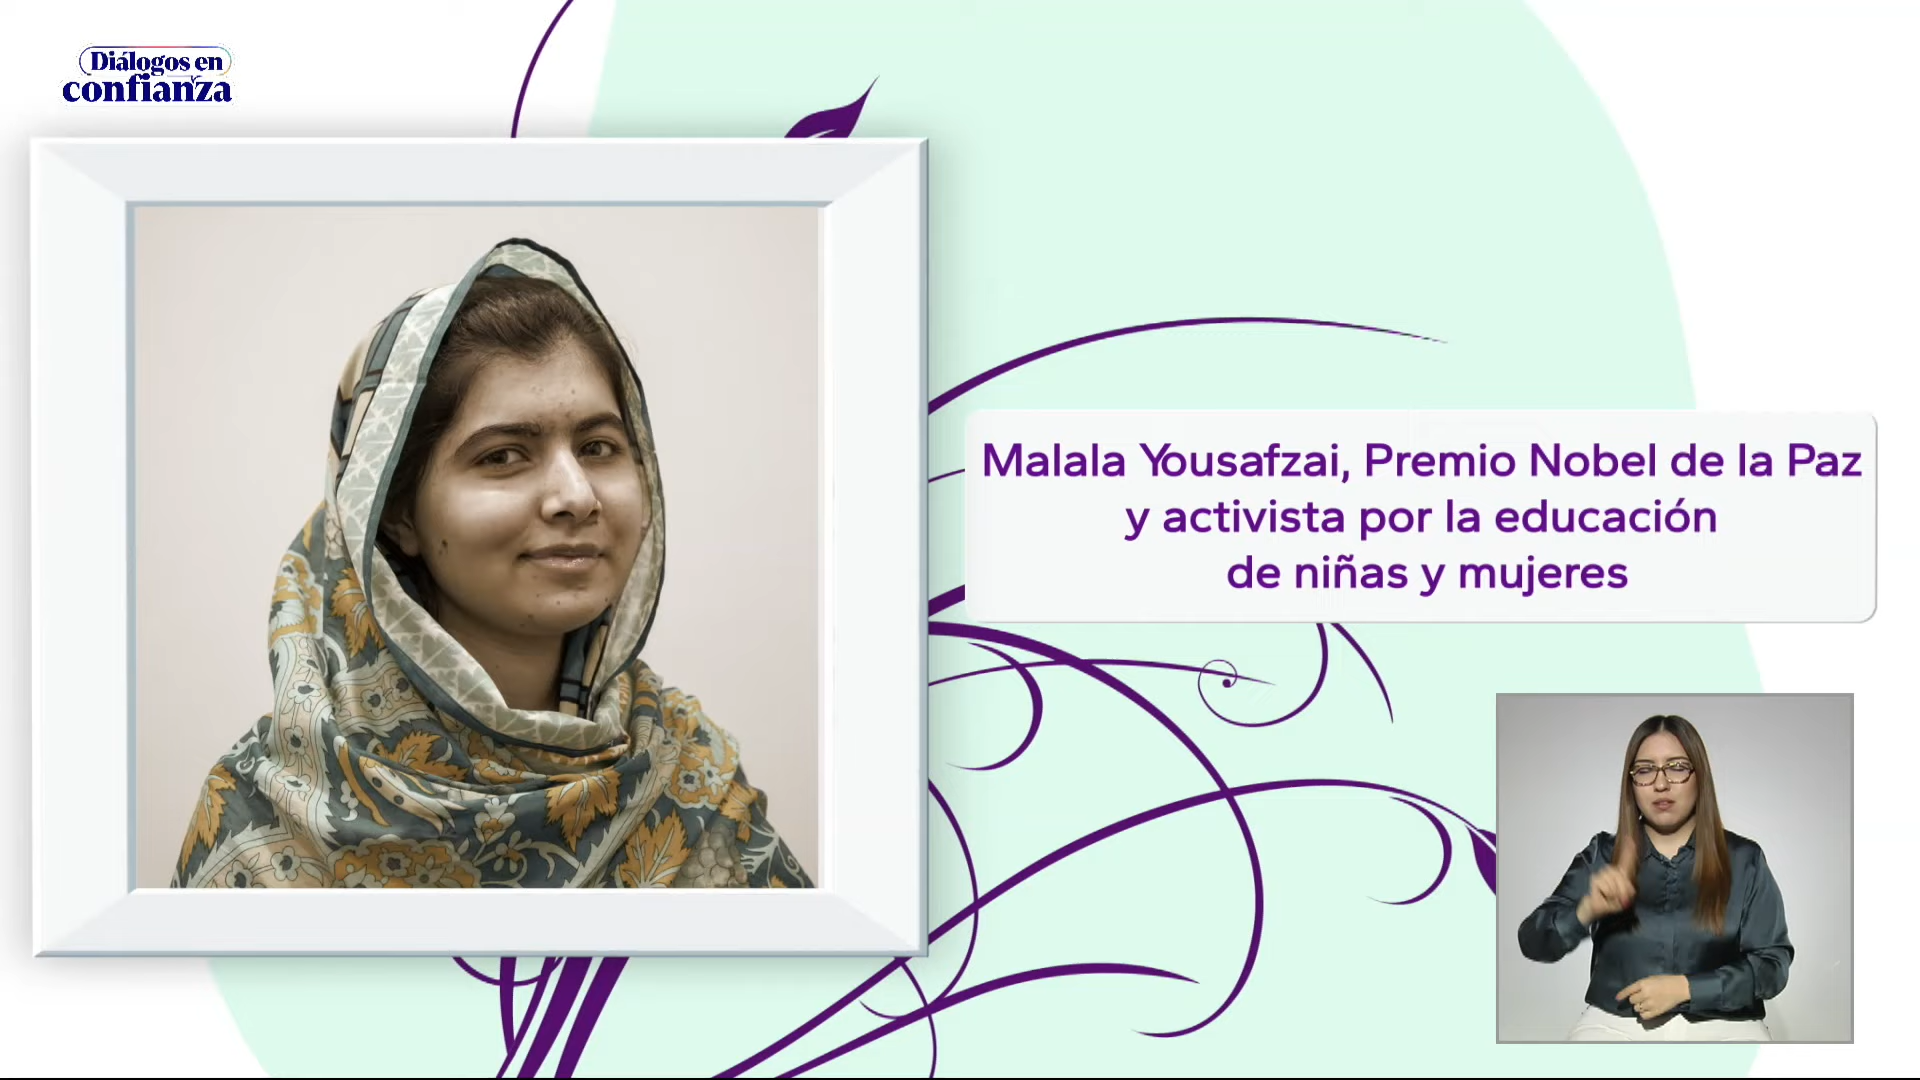 Diálogos en
confianza
Malala Yousafzai, Premio Nobel de la Paz
y activista por la educación
de niñas y mujeres